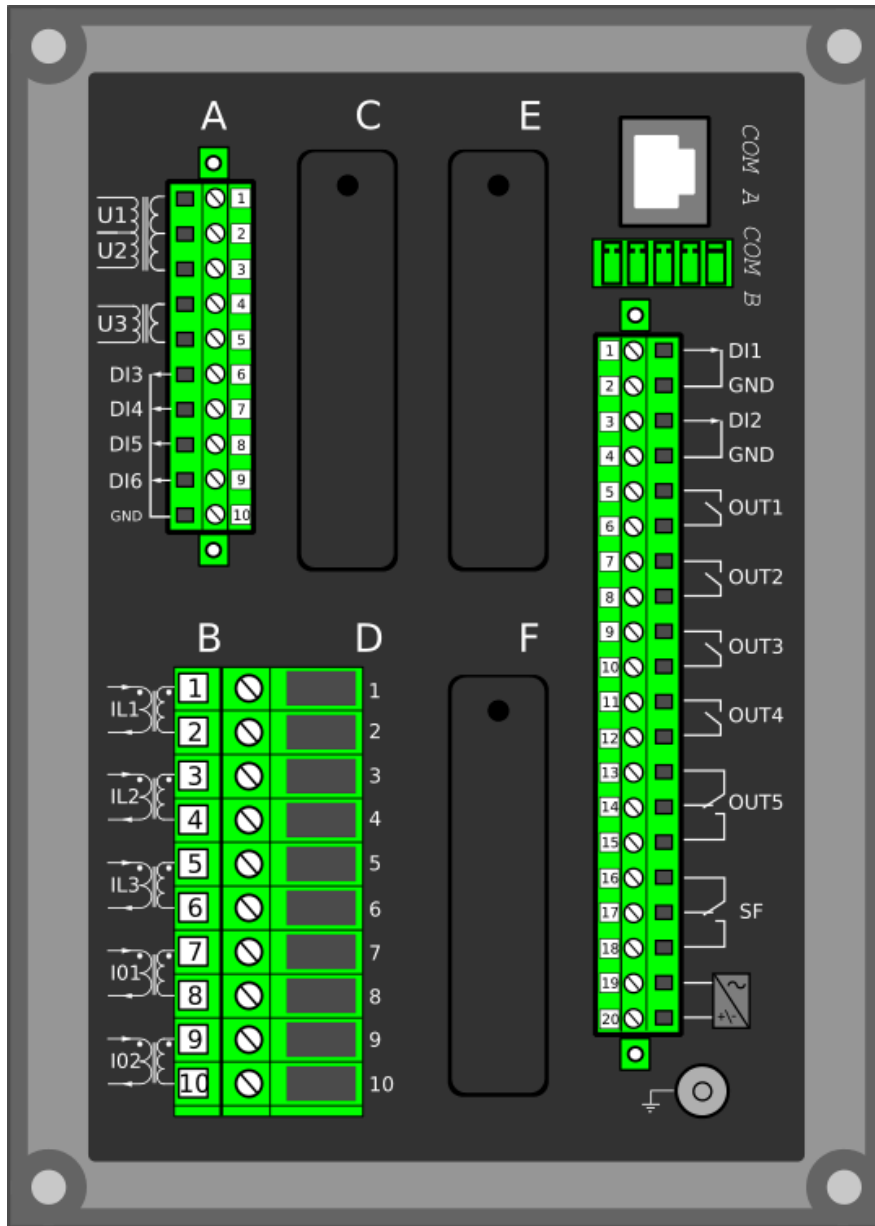 A
C
E
COM A
COM B
U1
U2
U3
DI3
DI4
DI5
DI6
GND
1
2
3
4
5
6
7
8
9
10
1
2
3
4
5
6
7
8
9
10
11
12
13
14
15
16
17
18
19
20
DI1
GND
DI2
GND
OUT1
OUT2
OUT3
OUT4
OUT5
SF
+/-
B
D
F
IL1
IL2
IL3
I01
I02
1
2
3
4
5
6
7
8
9
10
1
2
3
4
5
6
7
8
9
10